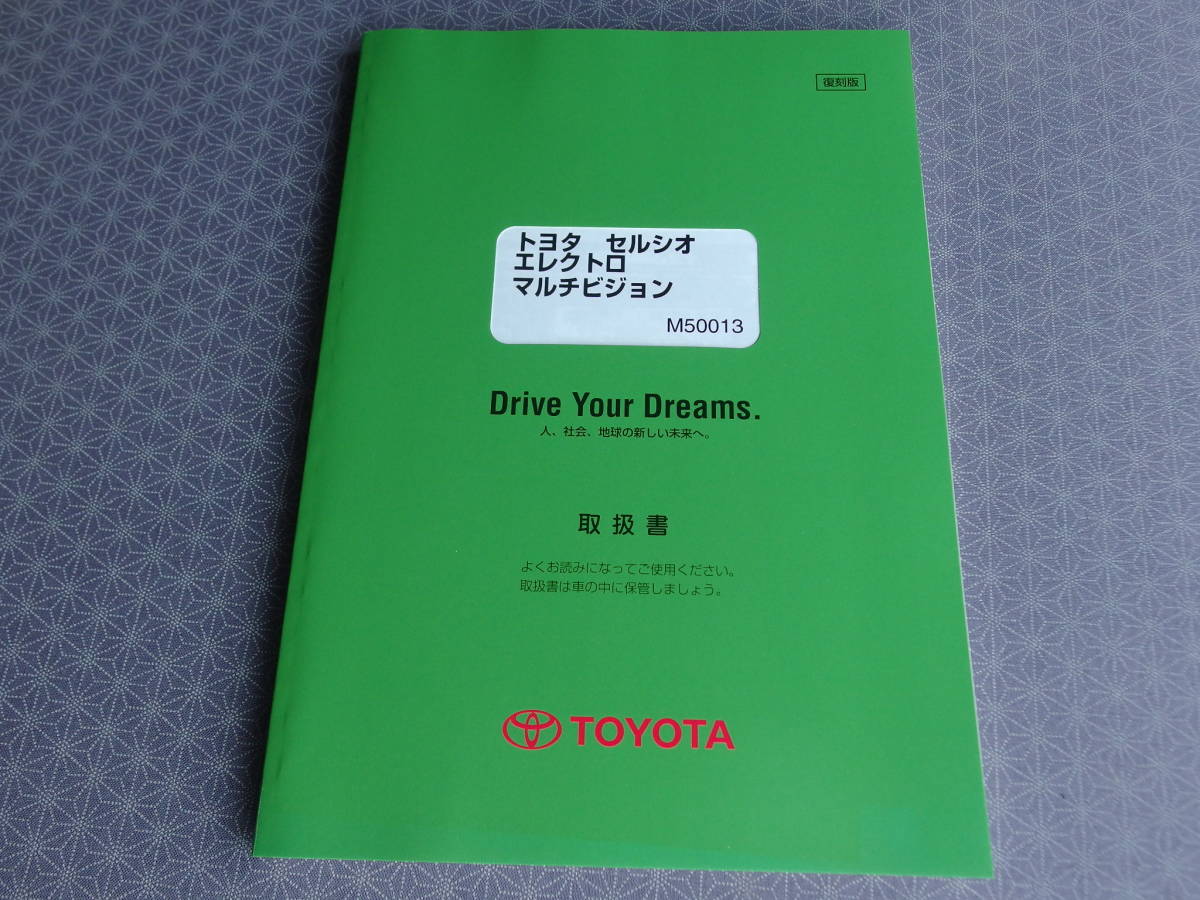 復刻版
トヨタ　セルシオ
エレクトロ
マルチビジョン
M50013
Drive Your Dreams.
人、社会、地球の新しい未来へ。
取扱書
よくお読みになってご使用ください。
取扱書は車の中に保管しましょう。
TOYOTA